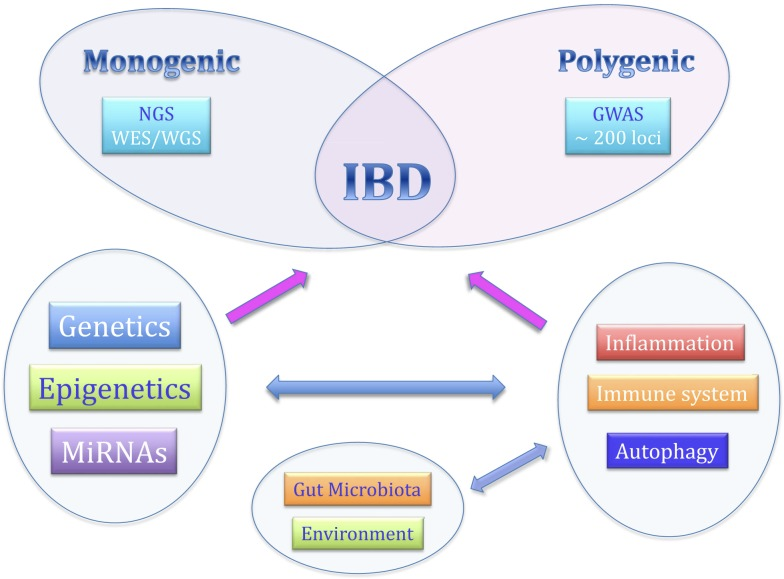 Monogenic
Polygenic
NGS
WES/WGS
GWAS
~ 200 loci
IBD
Genetics
Epigenetics
MiRNAs
Inflammation
Immune system
Autophagy
Gut Microbiota
Environment